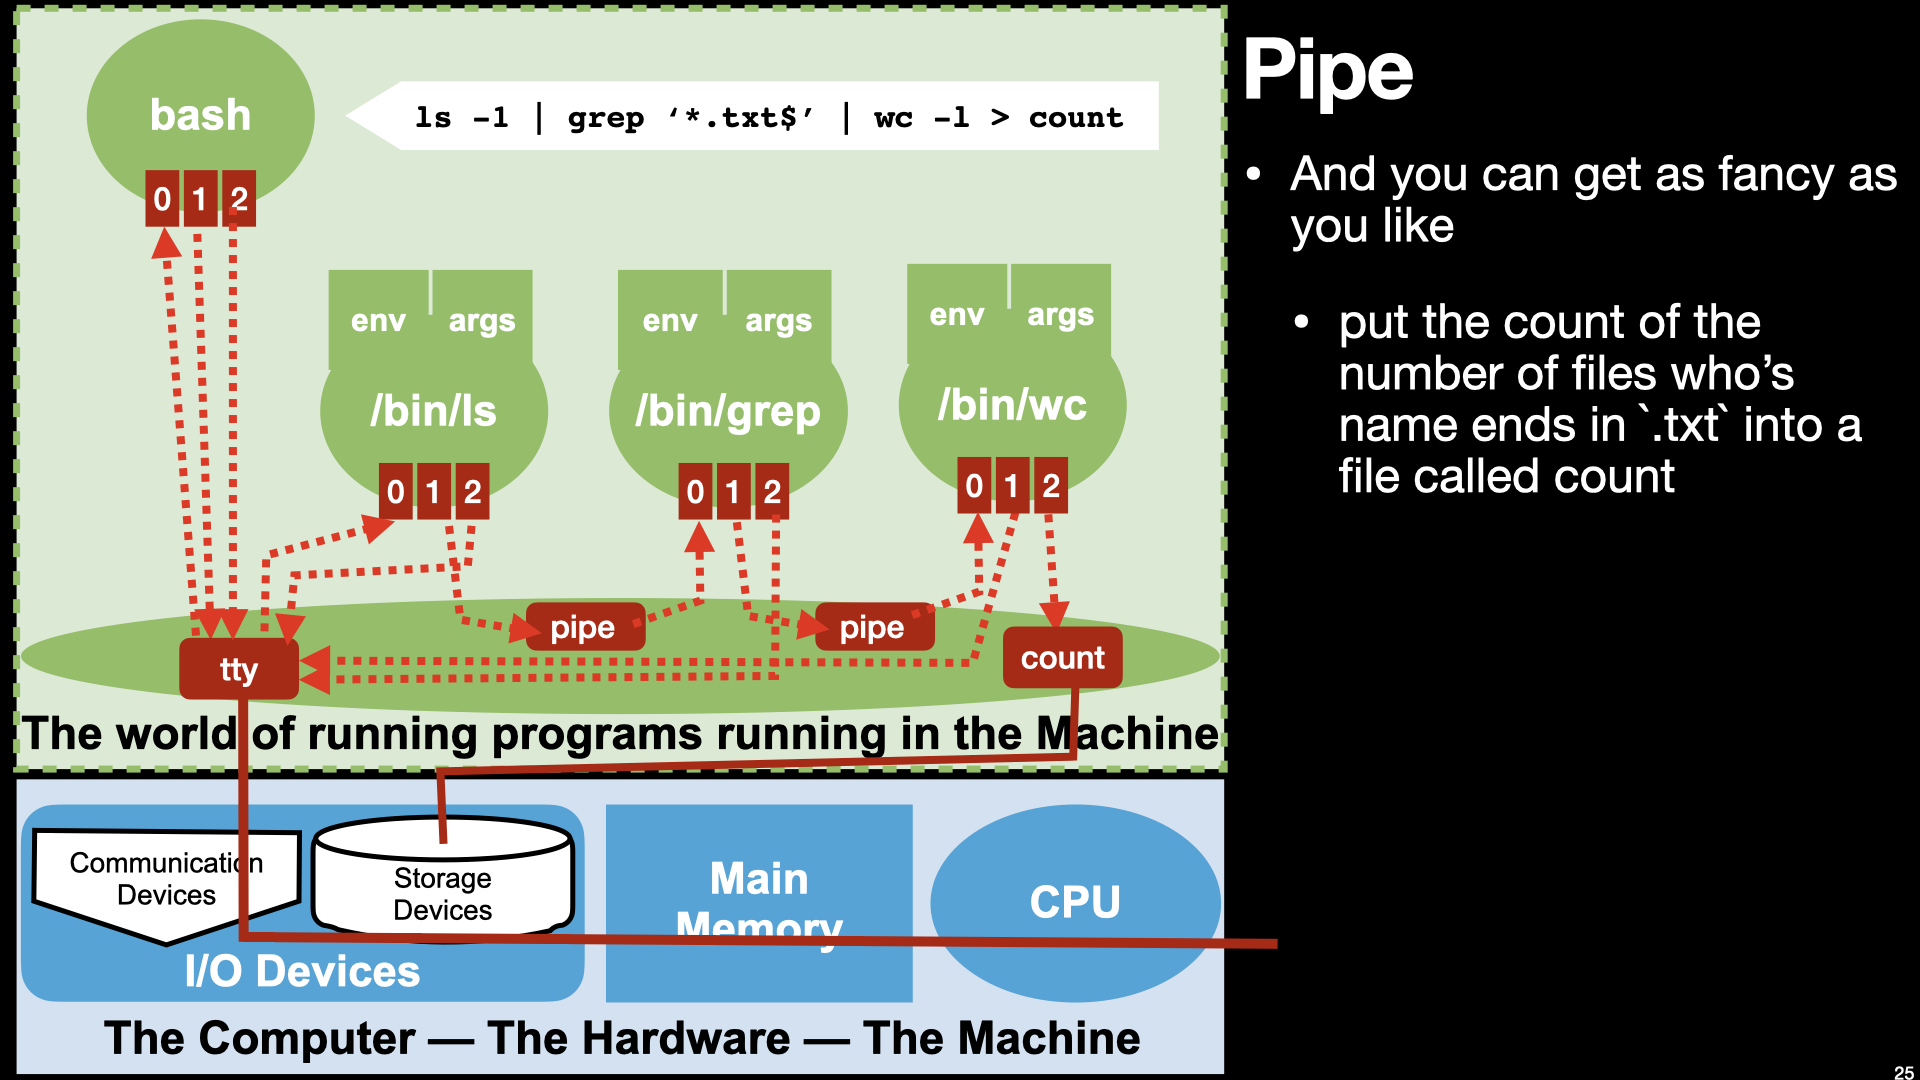 Pipe
• And you can get as fancy as
you like
• put the count of the
number of files who’s
name ends in `.txt` into a
file called count
bash
ls -1 | grep ‘*.txt$’ | wc -l > count
0 1 2
env args
/bin/ls
0 1 2
env args
/bin/grep
0 1 2
env args
/bin/wc
0 1 2
tty
pipe
pipe
count
The world of running programs running in the Machine
Communication
Devices
Storage
Devices
I/O Devices
Main
Memory
CPU
The Computer — The Hardware — The Machine
25